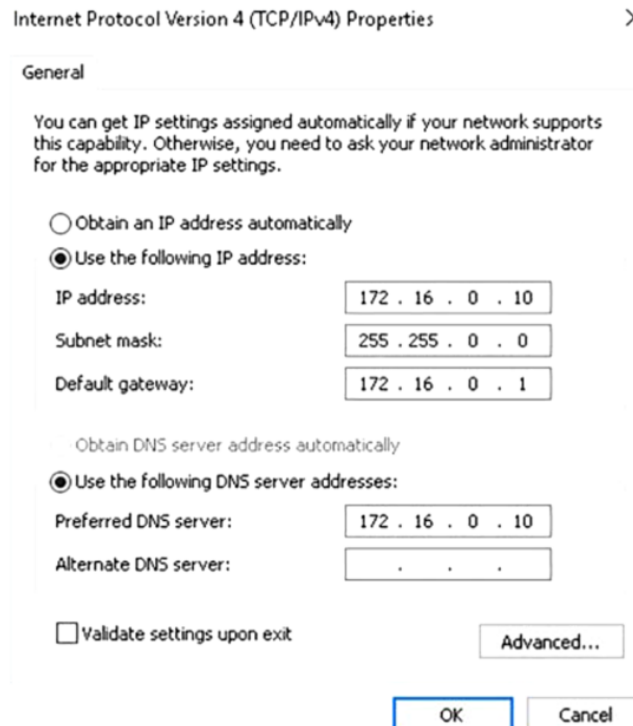 Internet Protocol Version 4 (TCP/IPv4) Properties
General
You can get IP settings assigned automatically if your network supports
this capability. Otherwise, you need to ask your network administrator
for the appropriate IP settings.
Obtain an IP address automatically
Use the following IP address:
IP address: 172 . 16 . 0 . 10
Subnet mask: 255 . 255 . 0 . 0
Default gateway: 172 . 16 . 0 . 1
Obtain DNS server address automatically
Use the following DNS server addresses:
Preferred DNS server: 172 . 16 . 0 . 10
Alternate DNS server: . . .
Validate settings upon exit
Advanced...
OK Cancel